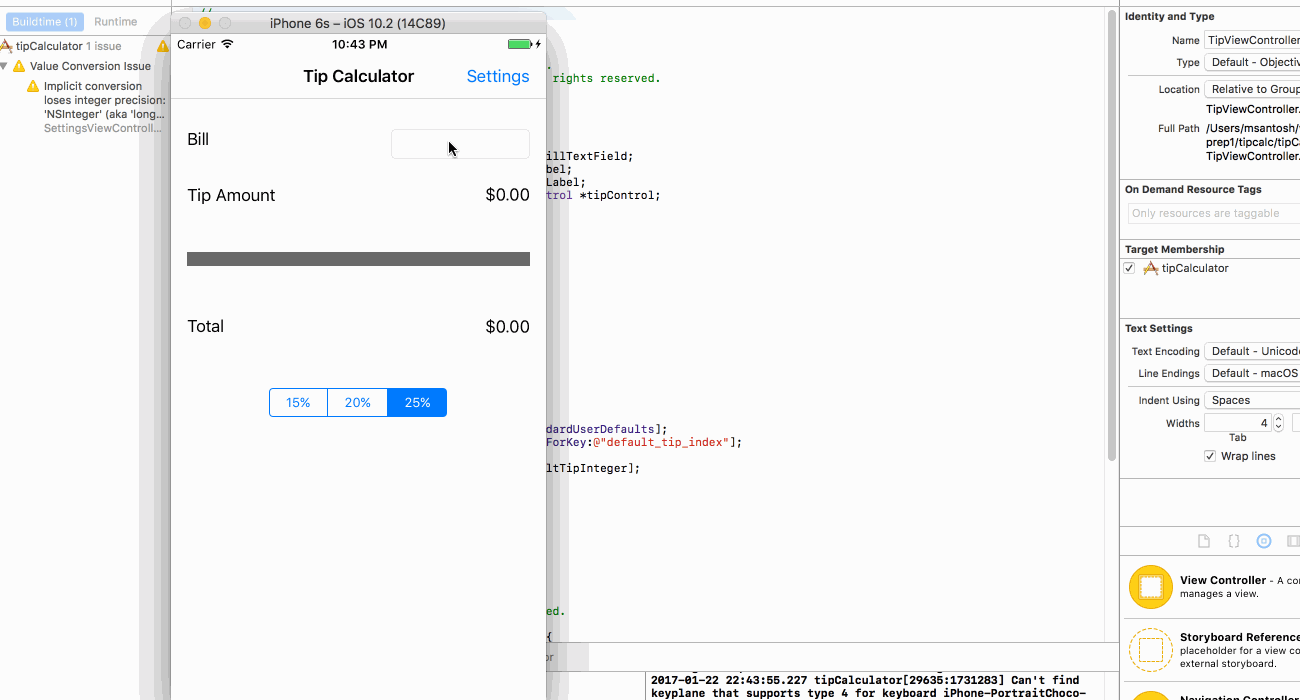 Buildtime (1) Runtime
tipCalculator 1 issue
Value Conversion Issue
Implicit conversion
loses integer precision:
'NSInteger' (aka 'long...
SettingsViewControll...
iPhone 6s – iOS 10.2 (14C89)
Carrier 10:43 PM
Tip Calculator Settings
Bill
Tip Amount $0.00
Total $0.00
15% 20% 25%
//
rights reserved.
illTextField;
bel;
Label;
trol *tipControl;
dardUserDefaults];
ForKey:@"default_tip_index"];
ltTipInteger];
ed.
{
or
2017-01-22 22:43:55.227 tipCalculator[29635:1731283] Can't find
keyplane that supports type 4 for keyboard iPhone-PortraitChoco-
Identity and Type
Name TipViewController
Type Default - Objectiv
Location Relative to Group
TipViewController.
Full Path /Users/msantosh/
prep1/tipcalc/tipC
TipViewController.
On Demand Resource Tags
Only resources are taggable
Target Membership
tipCalculator
Text Settings
Text Encoding Default - Unicod
Line Endings Default - macOS
Indent Using Spaces
Widths 4
Tab
Wrap lines
View Controller - A co
manages a view.
Storyboard Reference
placeholder for a view co
external storyboard.
Navigation Controller